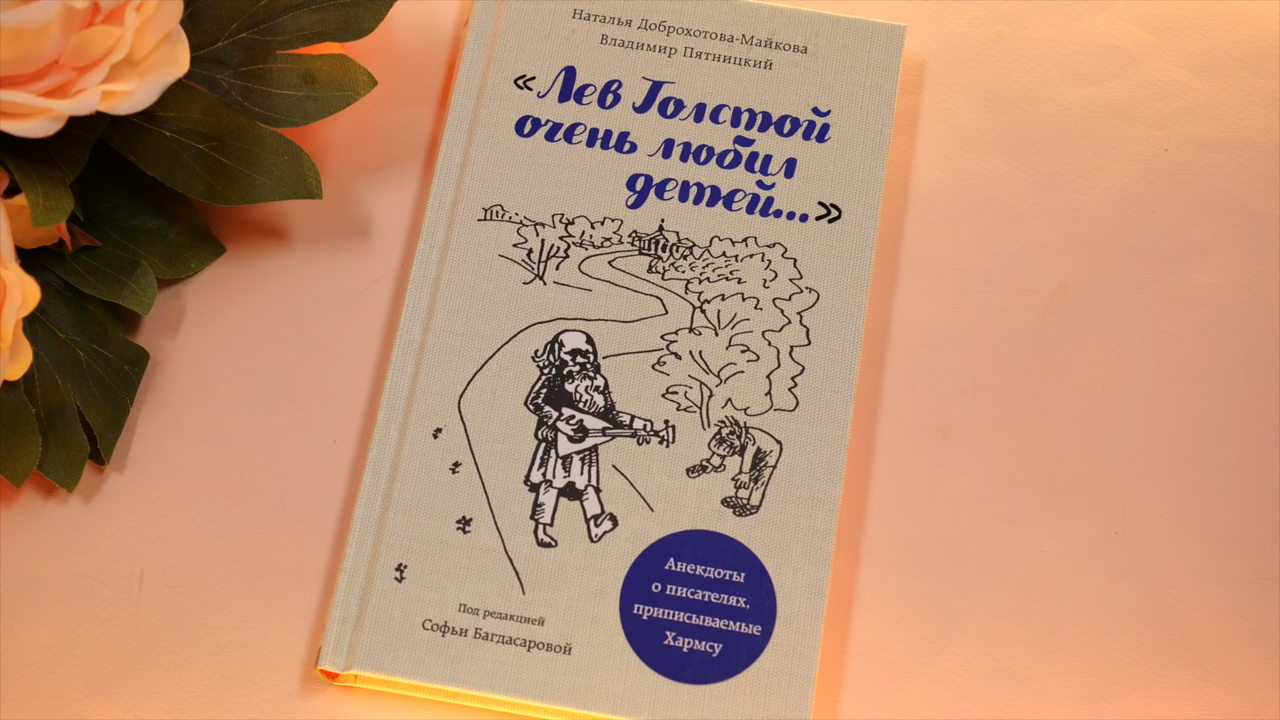 Наталья Доброхотова-Майкова
Владимир Пятницкий
«Лев Толстой
очень любил
детей...»
Анекдоты
о писателях,
приписываемые
Хармсу
Под редакцией
Софьи Багдасаровой